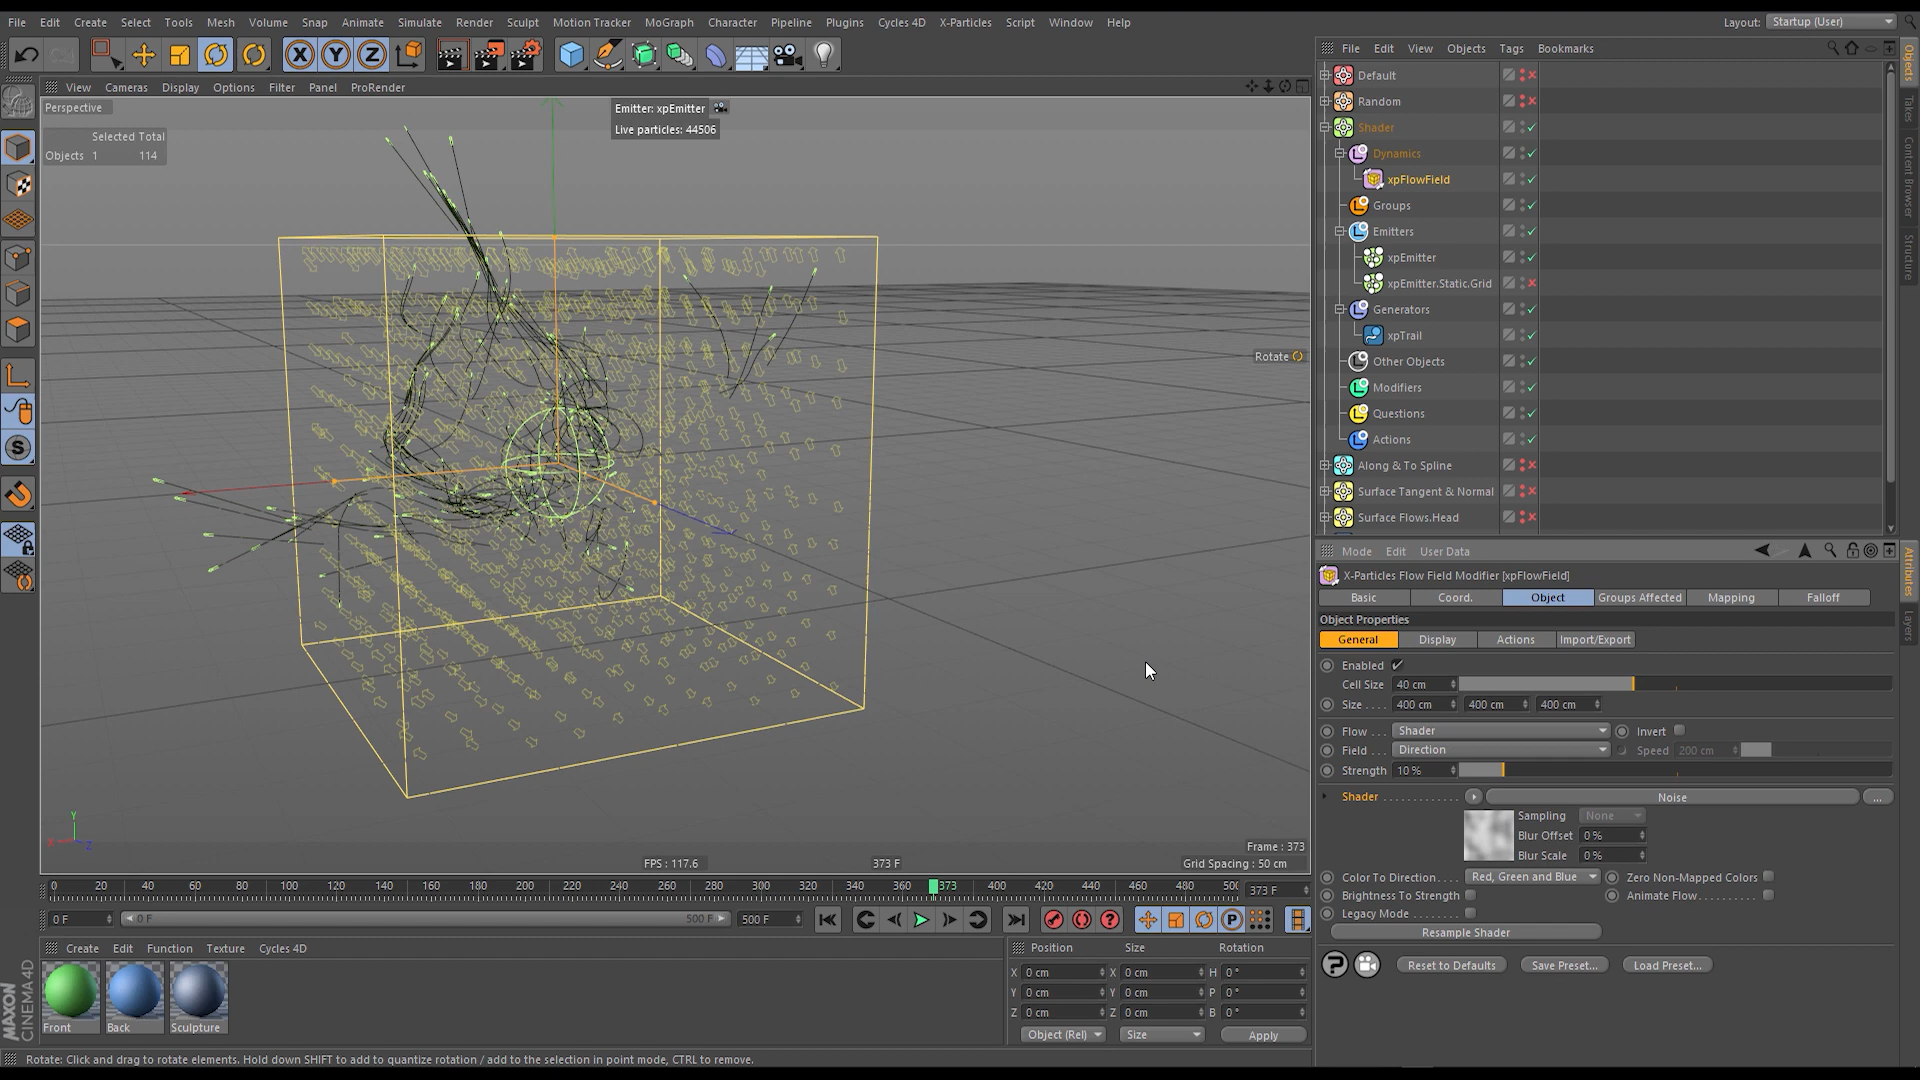 File Edit Create Select Tools Mesh Volume Snap Animate Simulate Render Sculpt Motion Tracker MoGraph Character Pipeline Plugins Cycles 4D X-Particles Script Window Help
Layout: Startup (User)
X Y Z
File Edit View Objects Tags Bookmarks
Objects
Takes
Content Browser
Structure
View Cameras Display Options Filter Panel ProRender
Perspective
Emitter: xpEmitter
Live particles: 44506
Selected Total
Objects 1 114
Rotate
Default
Random
Shader
Dynamics
xpFlowField
Groups
Emitters
xpEmitter
xpEmitter.Static.Grid
Generators
xpTrail
Other Objects
Modifiers
Questions
Actions
Along & To Spline
Surface Tangent & Normal
Surface Flows.Head
Mode Edit User Data
Attributes
Layers
X-Particles Flow Field Modifier [xpFlowField]
Basic Coord. Object Groups Affected Mapping Falloff
Object Properties
General Display Actions Import/Export
Enabled
Cell Size 40 cm
Size . . . . 400 cm 400 cm 400 cm
Flow . . . Shader Invert
Field . . Direction Speed 200 cm
Strength 10 %
Shader . . . . . . . . . . . . . Noise ...
Sampling None
Blur Offset 0 %
Blur Scale 0 %
Color To Direction . . . . Red, Green and Blue Zero Non-Mapped Colors
Brightness To Strength Animate Flow . . . . . . . . . .
Legacy Mode . . . . . . . .
Resample Shader
Reset to Defaults Save Preset... Load Preset...
Y
X
Z
Frame : 373
FPS : 117.6 373 F Grid Spacing : 50 cm
0 20 40 60 80 100 120 140 160 180 200 220 240 260 280 300 320 340 360 373 400 420 440 460 480 500 373 F
0 F 0 F 500 F 500 F
P
Create Edit Function Texture Cycles 4D
Front Back Sculpture
MAXON
CINEMA 4D
Position Size Rotation
X 0 cm X 0 cm H 0 °
Y 0 cm Y 0 cm P 0 °
Z 0 cm Z 0 cm B 0 °
Object (Rel) Size Apply
Rotate: Click and drag to rotate elements. Hold down SHIFT to add to quantize rotation / add to the selection in point mode, CTRL to remove.